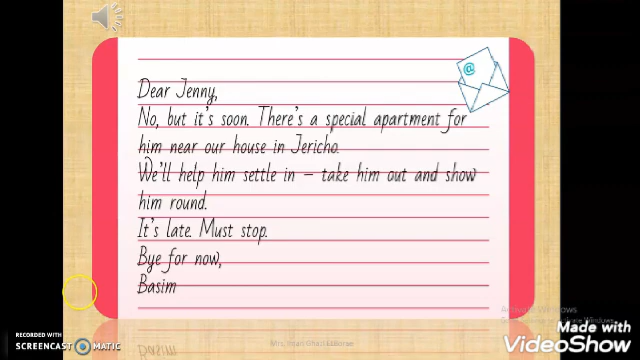 @
Dear Jenny,
No, but it's soon. There's a special apartment for
him near our house in Jericho.
We'll help him settle in – take him out and show
him round.
It's late. Must stop.
Bye for now,
Basim
Activate Windows
RECORDED WITH
SCREENCAST MATIC
Made with
VideoShow